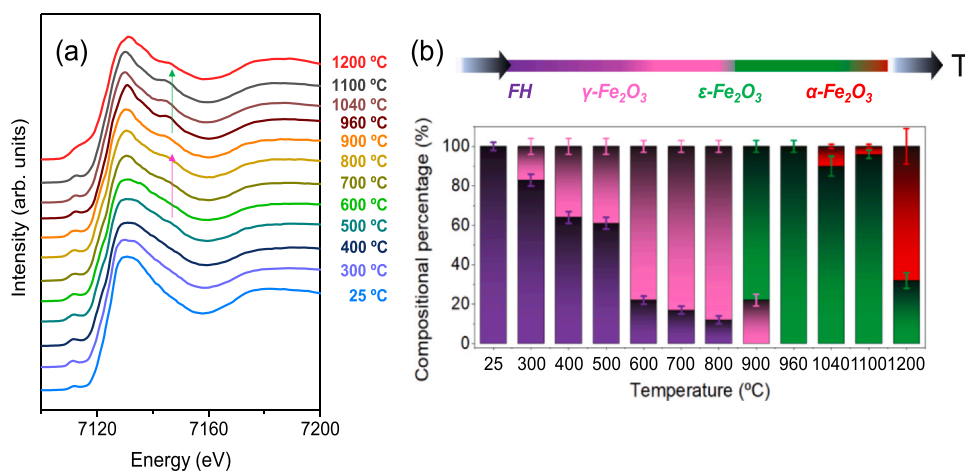 (a)
1200 ºC
1100 ºC
1040 ºC
960 ºC
900 ºC
800 ºC
700 ºC
600 ºC
500 ºC
400 ºC
300 ºC
25 ºC
Intensity (arb. units)
7120 7160 7200
Energy (eV)
(b)
T
FH γ-Fe₂O₃ ε-Fe₂O₃ α-Fe₂O₃
Compositional percentage (%)
100
80
60
40
20
0
25 300 400 500 600 700 800 900 960 1040 1100 1200
Temperature (ºC)